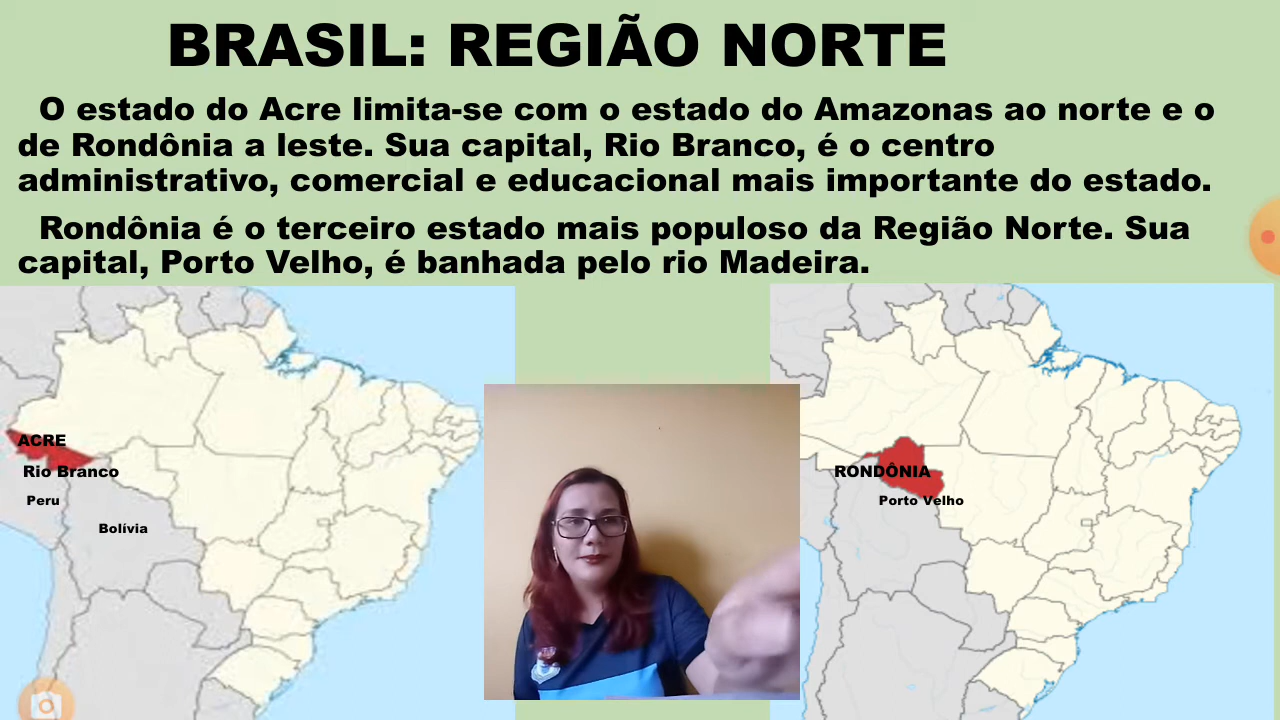 BRASIL: REGIÃO NORTE
O estado do Acre limita-se com o estado do Amazonas ao norte e o
de Rondônia a leste. Sua capital, Rio Branco, é o centro
administrativo, comercial e educacional mais importante do estado.
Rondônia é o terceiro estado mais populoso da Região Norte. Sua
capital, Porto Velho, é banhada pelo rio Madeira.
ACRE
Rio Branco
Peru
Bolívia
RONDÔNIA
Porto Velho